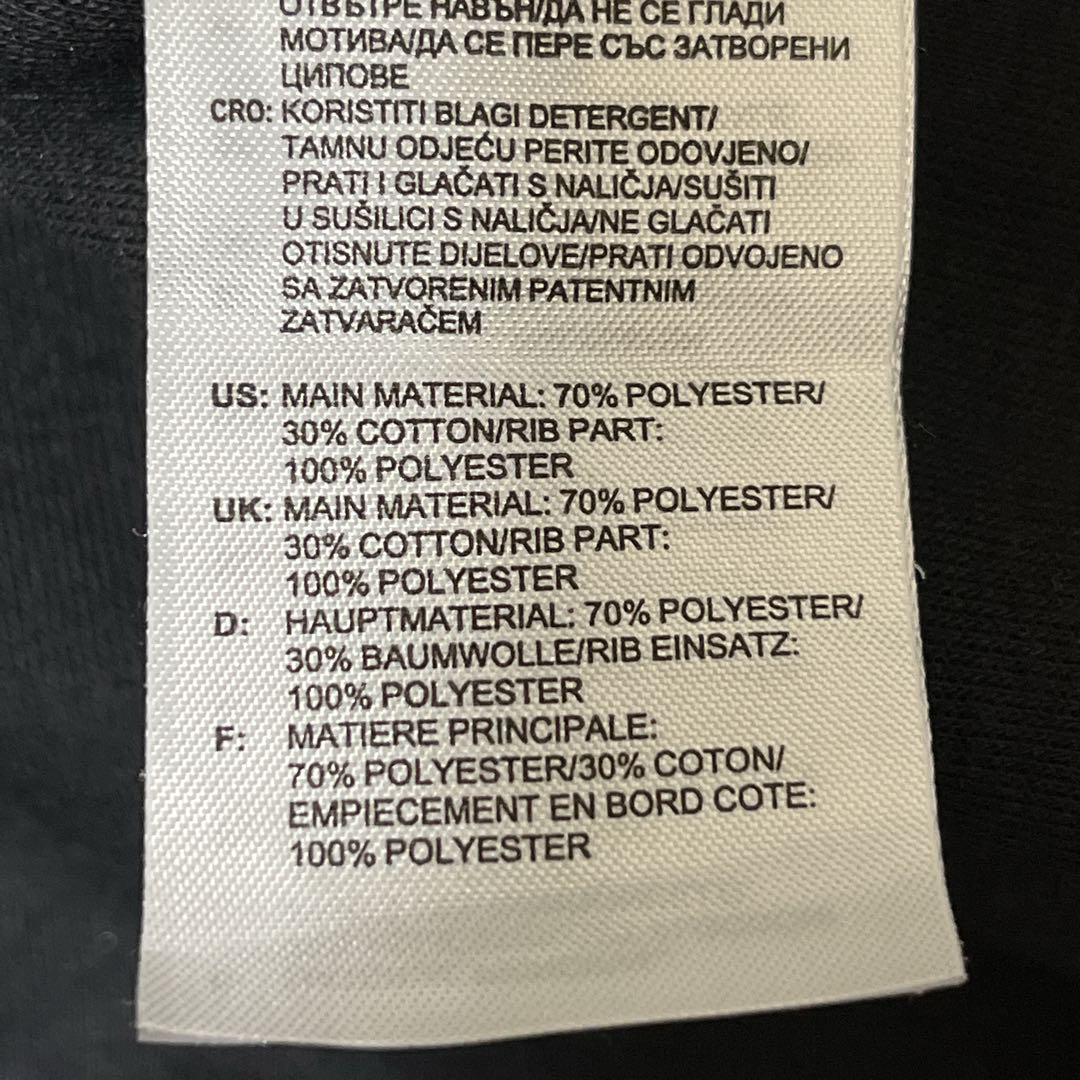 ОТВЪТРЕ НАВЪН/ДА НЕ СЕ ГЛАДИ
МОТИВА/ДА СЕ ПЕРЕ СЪС ЗАТВОРЕНИ
ЦИПОВЕ
CRO: KORISTITI BLAGI DETERGENT/
TAMNU ODJEĆU PERITE ODOVJENO/
PRATI I GLAČATI S NALIČJA/SUŠITI
U SUŠILICI S NALIČJA/NE GLAČATI
OTISNUTE DIJELOVE/PRATI ODVOJENO
SA ZATVORENIM PATENTNIM
ZATVARAČEM
US: MAIN MATERIAL: 70% POLYESTER/
30% COTTON/RIB PART:
100% POLYESTER
UK: MAIN MATERIAL: 70% POLYESTER/
30% COTTON/RIB PART:
100% POLYESTER
D: HAUPTMATERIAL: 70% POLYESTER/
30% BAUMWOLLE/RIB EINSATZ:
100% POLYESTER
F: MATIERE PRINCIPALE:
70% POLYESTER/30% COTON/
EMPIECEMENT EN BORD COTE:
100% POLYESTER